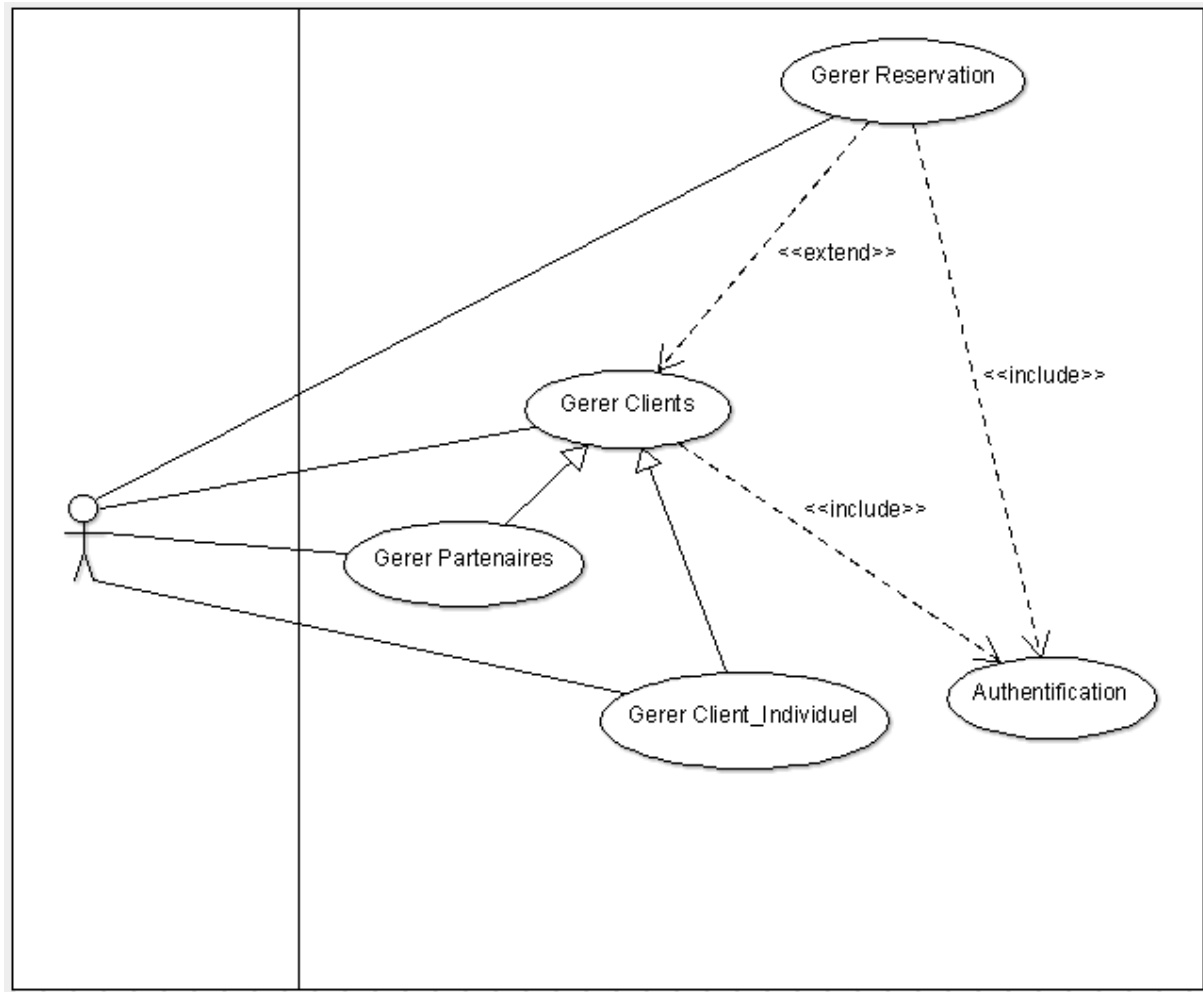 Gerer Reservation
<<extend>>
<<include>>
Gerer Clients
<<include>>
Gerer Partenaires
Authentification
Gerer Client_Individuel